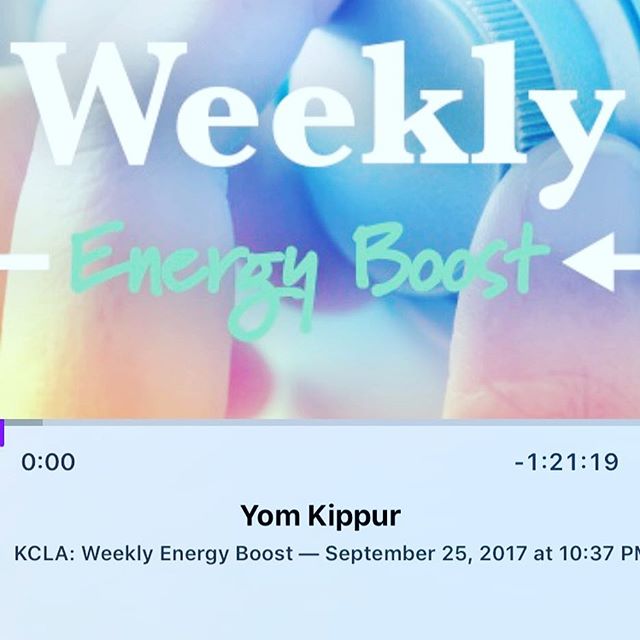 Weekly
Energy Boost
0:00
-1:21:19
Yom Kippur
KCLA: Weekly Energy Boost — September 25, 2017 at 10:37 PM